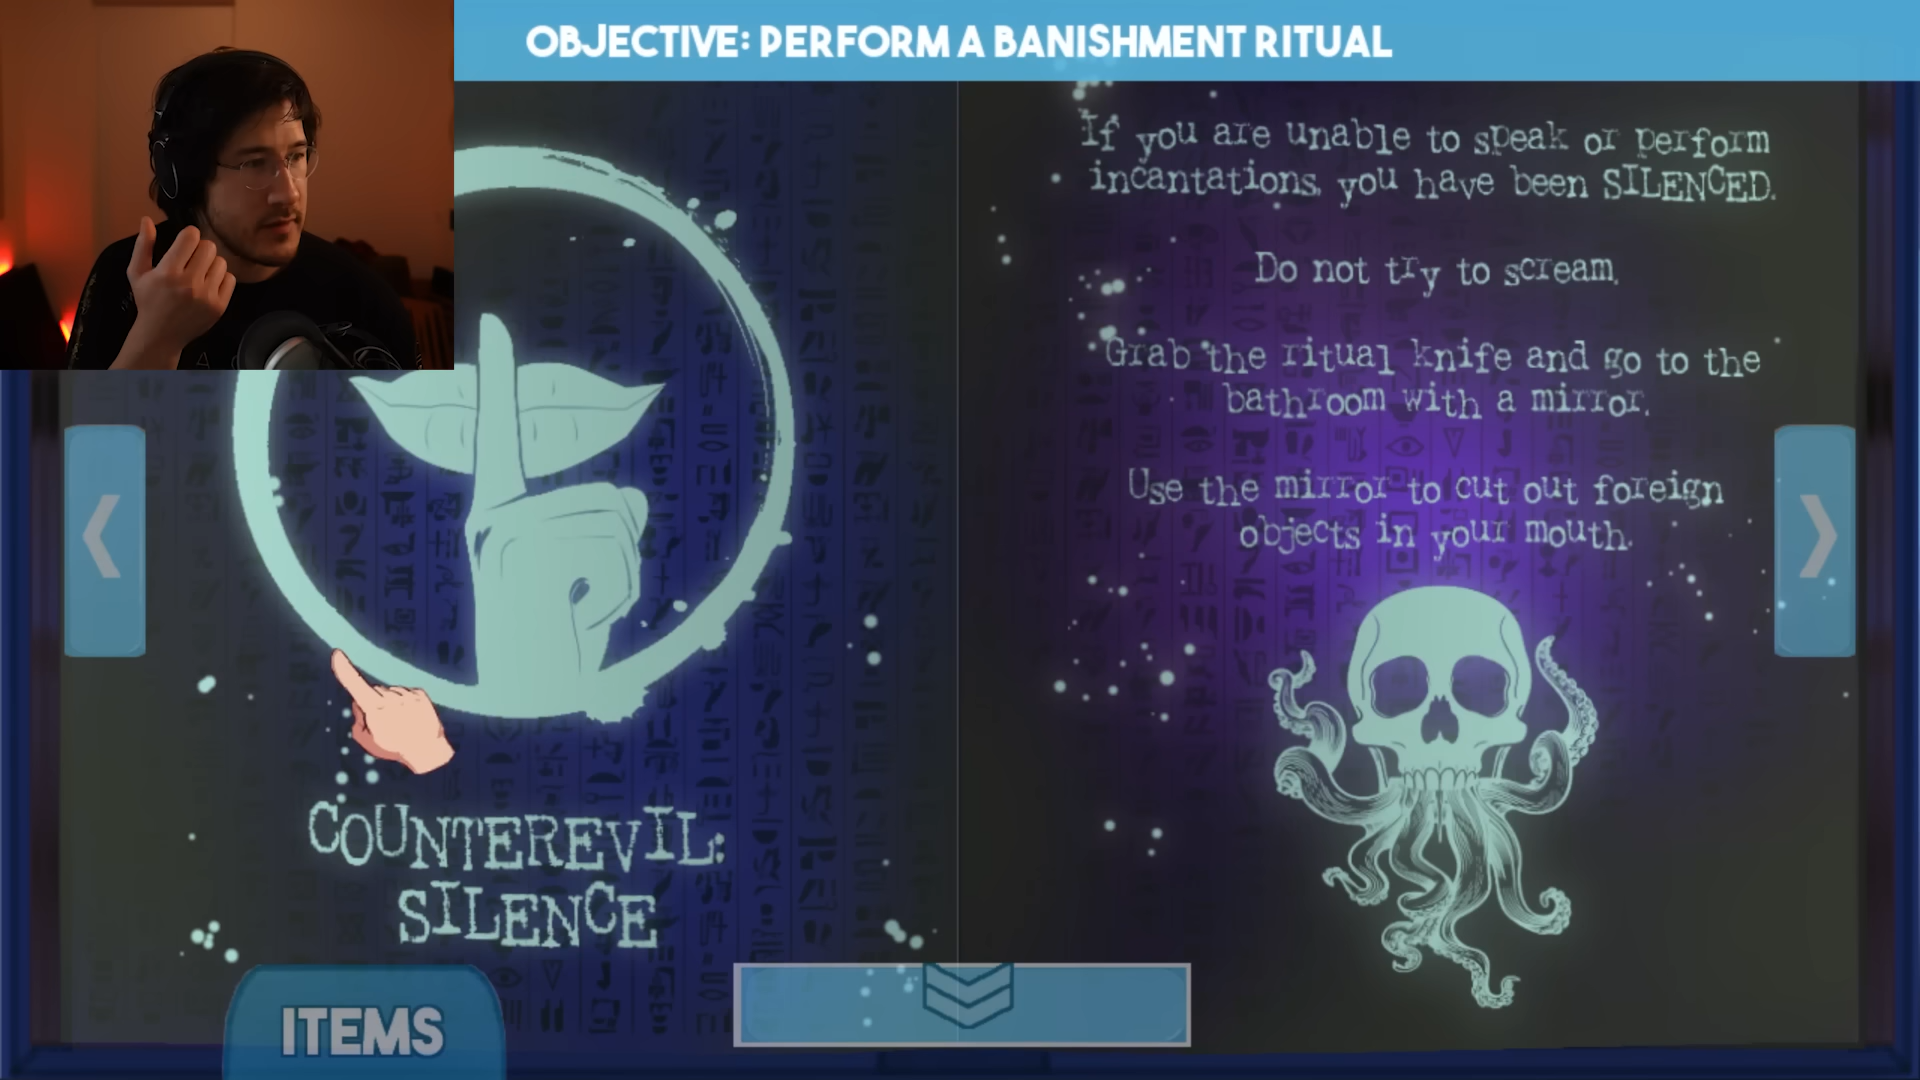 OBJECTIVE: PERFORM A BANISHMENT RITUAL
COUNTEREVIL:
SILENCE
If you are unable to speak or perform
incantations, you have been SILENCED.
Do not try to scream.
Grab the ritual knife and go to the
bathroom with a mirror.
Use the mirror to cut out foreign
objects in your mouth.
ITEMS